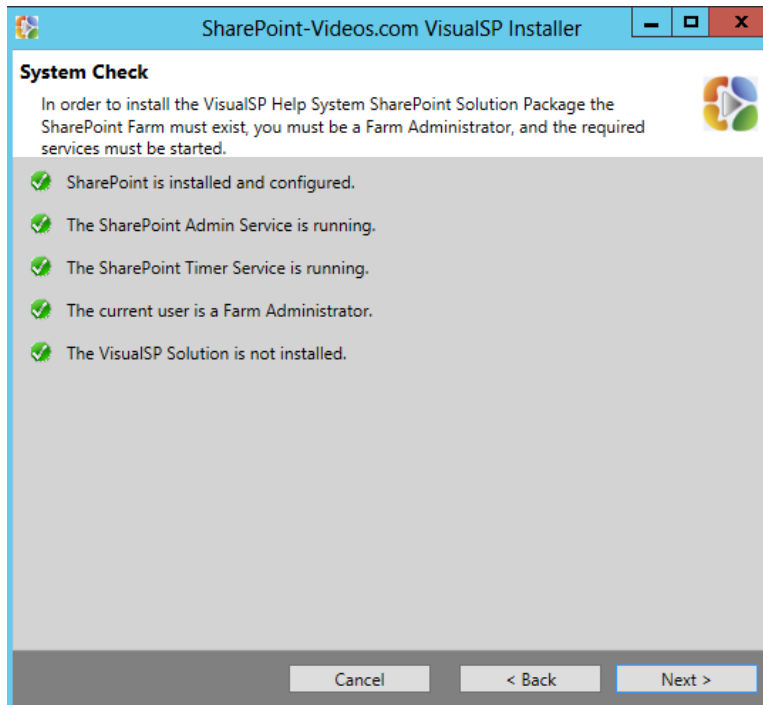 SharePoint-Videos.com VisualSP Installer
System Check
In order to install the VisualSP Help System SharePoint Solution Package the
SharePoint Farm must exist, you must be a Farm Administrator, and the required
services must be started.
SharePoint is installed and configured.
The SharePoint Admin Service is running.
The SharePoint Timer Service is running.
The current user is a Farm Administrator.
The VisualSP Solution is not installed.
Cancel < Back Next >